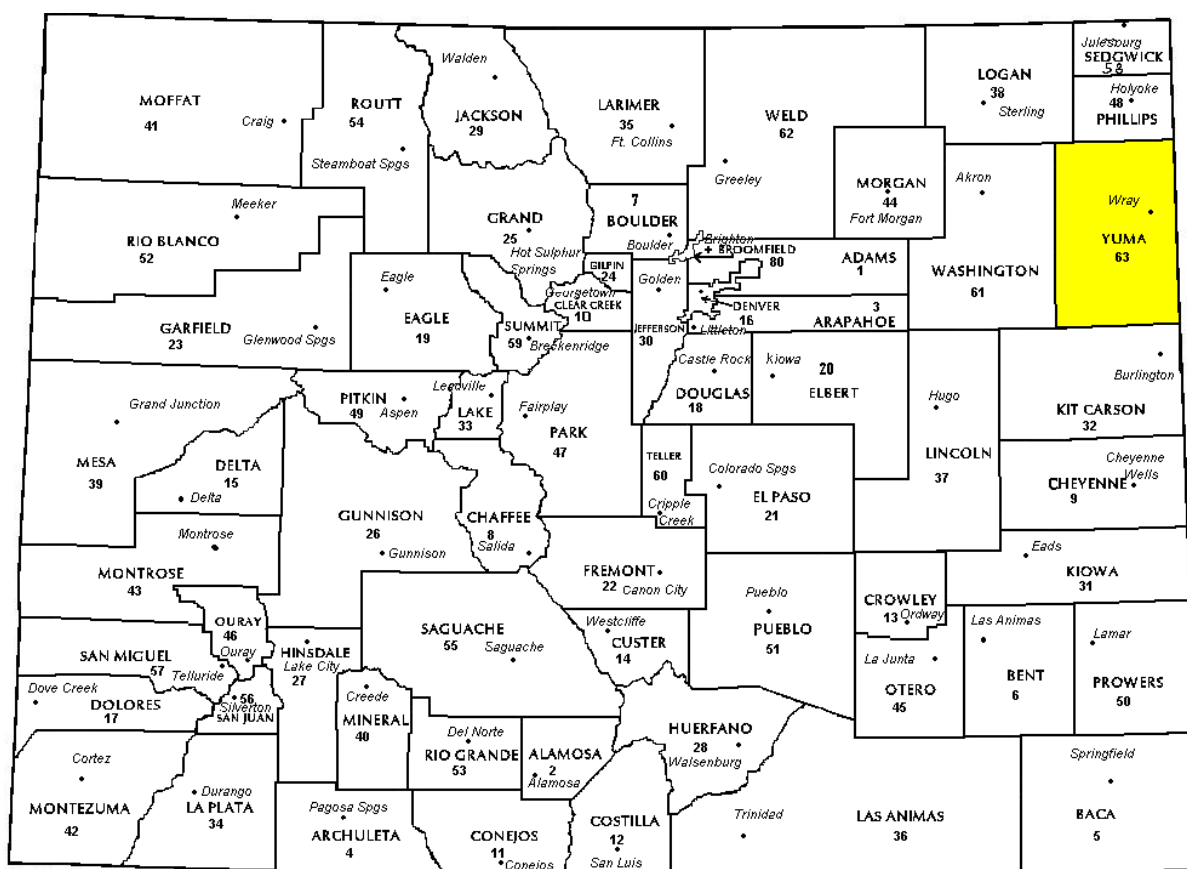 MOFFAT
41
Craig
ROUTT
54
Steamboat Spgs
Walden
JACKSON
29
LARIMER
35
Ft. Collins
WELD
62
Greeley
LOGAN
38
Sterling
Julesburg
SEDGWICK
58
Holyoke
48
PHILLIPS
MORGAN
44
Fort Morgan
Akron
WASHINGTON
61
Wray
YUMA
63
Meeker
RIO BLANCO
52
GRAND
25
Hot Sulphur
Springs
7
BOULDER
Boulder
Brighton
+ BROOMFIELD
80
ADAMS
1
GILPIN
24
Georgetown
CLEAR CREEK
10
Golden
JEFFERSON
30
DENVER
16
Littleton
3
ARAPAHOE
GARFIELD
23
Glenwood Spgs
Eagle
EAGLE
19
SUMMIT
59
Breckenridge
Castle Rock
DOUGLAS
18
Kiowa
20
ELBERT
Hugo
LINCOLN
37
Burlington
KIT CARSON
32
Grand Junction
MESA
39
DELTA
15
Delta
PITKIN
49
Aspen
Leadville
LAKE
33
Fairplay
PARK
47
TELLER
60
Cripple
Creek
Colorado Spgs
EL PASO
21
Cheyenne
Wells
CHEYENNE
9
Montrose
MONTROSE
43
GUNNISON
26
Gunnison
CHAFFEE
8
Salida
FREMONT
22
Canon City
Pueblo
PUEBLO
51
CROWLEY
13
Ordway
Eads
KIOWA
31
OURAY
46
Ouray
SAN MIGUEL
57
Telluride
HINSDALE
Lake City
27
SAGUACHE
55
Saguache
Westcliffe
CUSTER
14
La Junta
OTERO
45
Las Animas
BENT
6
Lamar
PROWERS
50
Dove Creek
DOLORES
17
56
Silverton
SAN JUAN
Creede
MINERAL
40
Del Norte
RIO GRANDE
53
ALAMOSA
2
Alamosa
HUERFANO
28
Walsenburg
Cortez
MONTEZUMA
42
Durango
LA PLATA
34
Pagosa Spgs
ARCHULETA
4
CONEJOS
11
Conejos
COSTILLA
12
San Luis
Trinidad
LAS ANIMAS
36
Springfield
BACA
5